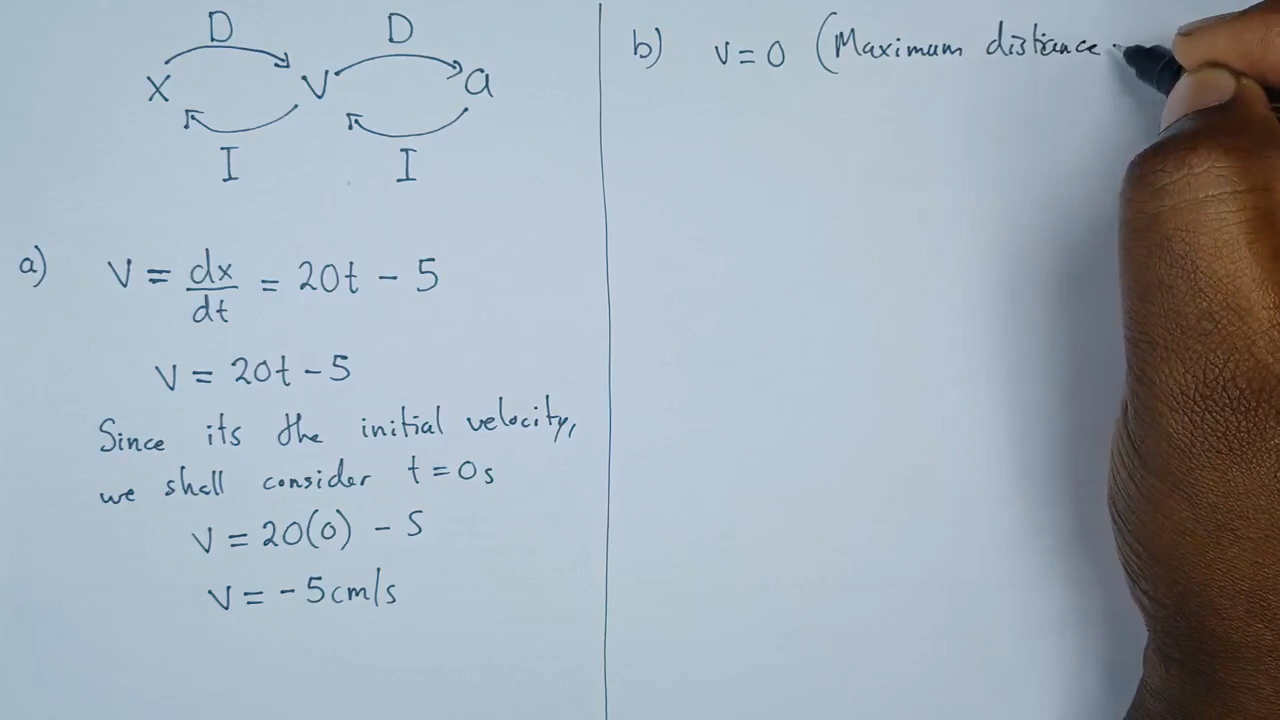 D D
X V a
I I
a) V = dx/dt = 20t - 5
V = 20t - 5
Since its the initial velocity,
we shall consider t = 0s
V = 20(0) - 5
V = -5cm/s
b) V = 0 (Maximum distance